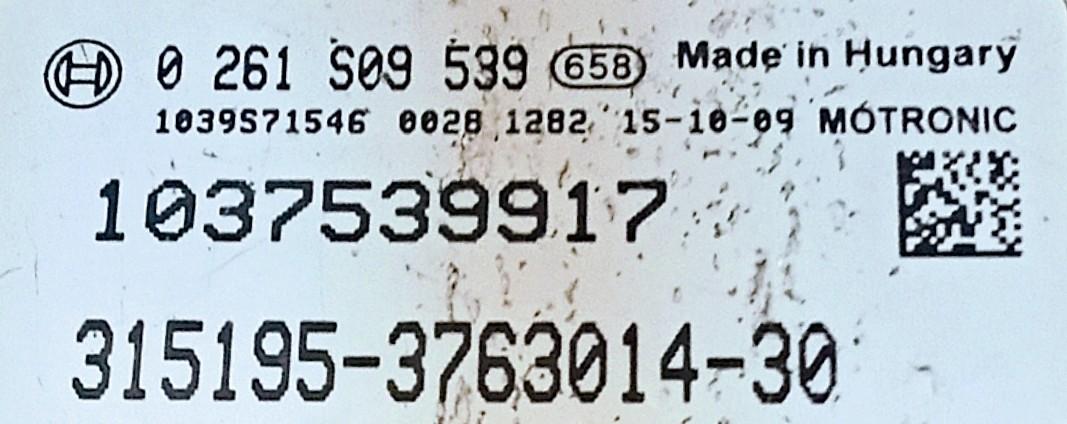 0 261 S09 539 658 Made in Hungary
1039S71546 0028 1282 15-10-09 MOTRONIC
1037539917
315195-3763014-30